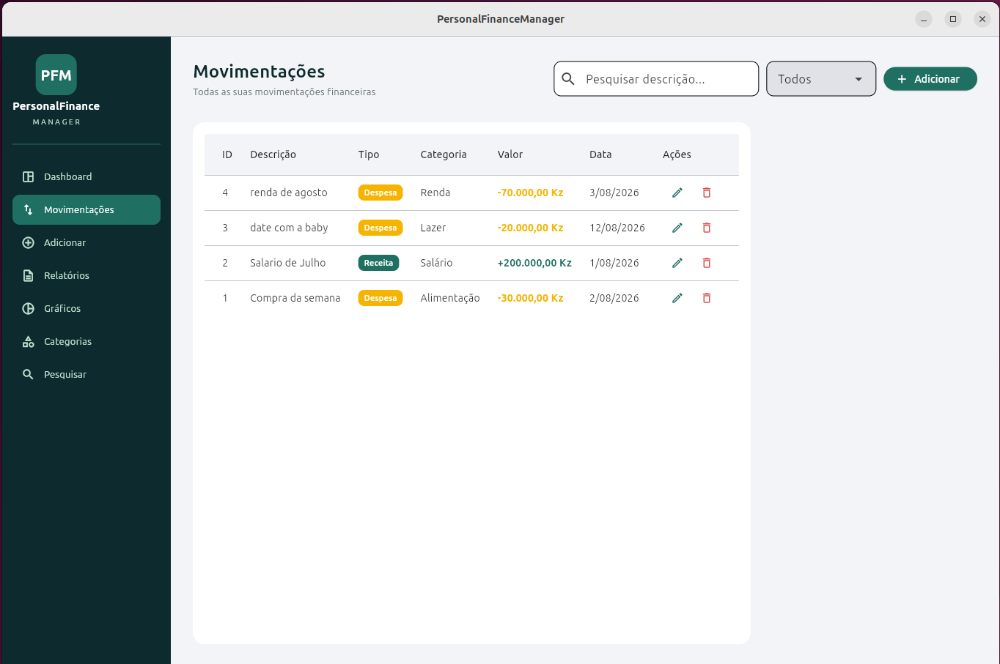 PersonalFinanceManager
PFM
PersonalFinance
MANAGER
Dashboard
Movimentações
Adicionar
Relatórios
Gráficos
Categorias
Pesquisar
Movimentações
Todas as suas movimentações financeiras
Pesquisar descrição...
Todos
+ Adicionar
ID Descrição Tipo Categoria Valor Data Ações
4 renda de agosto Despesa Renda -70.000,00 Kz 3/08/2026
3 date com a baby Despesa Lazer -20.000,00 Kz 12/08/2026
2 Salario de Julho Receita Salário +200.000,00 Kz 1/08/2026
1 Compra da semana Despesa Alimentação -30.000,00 Kz 2/08/2026